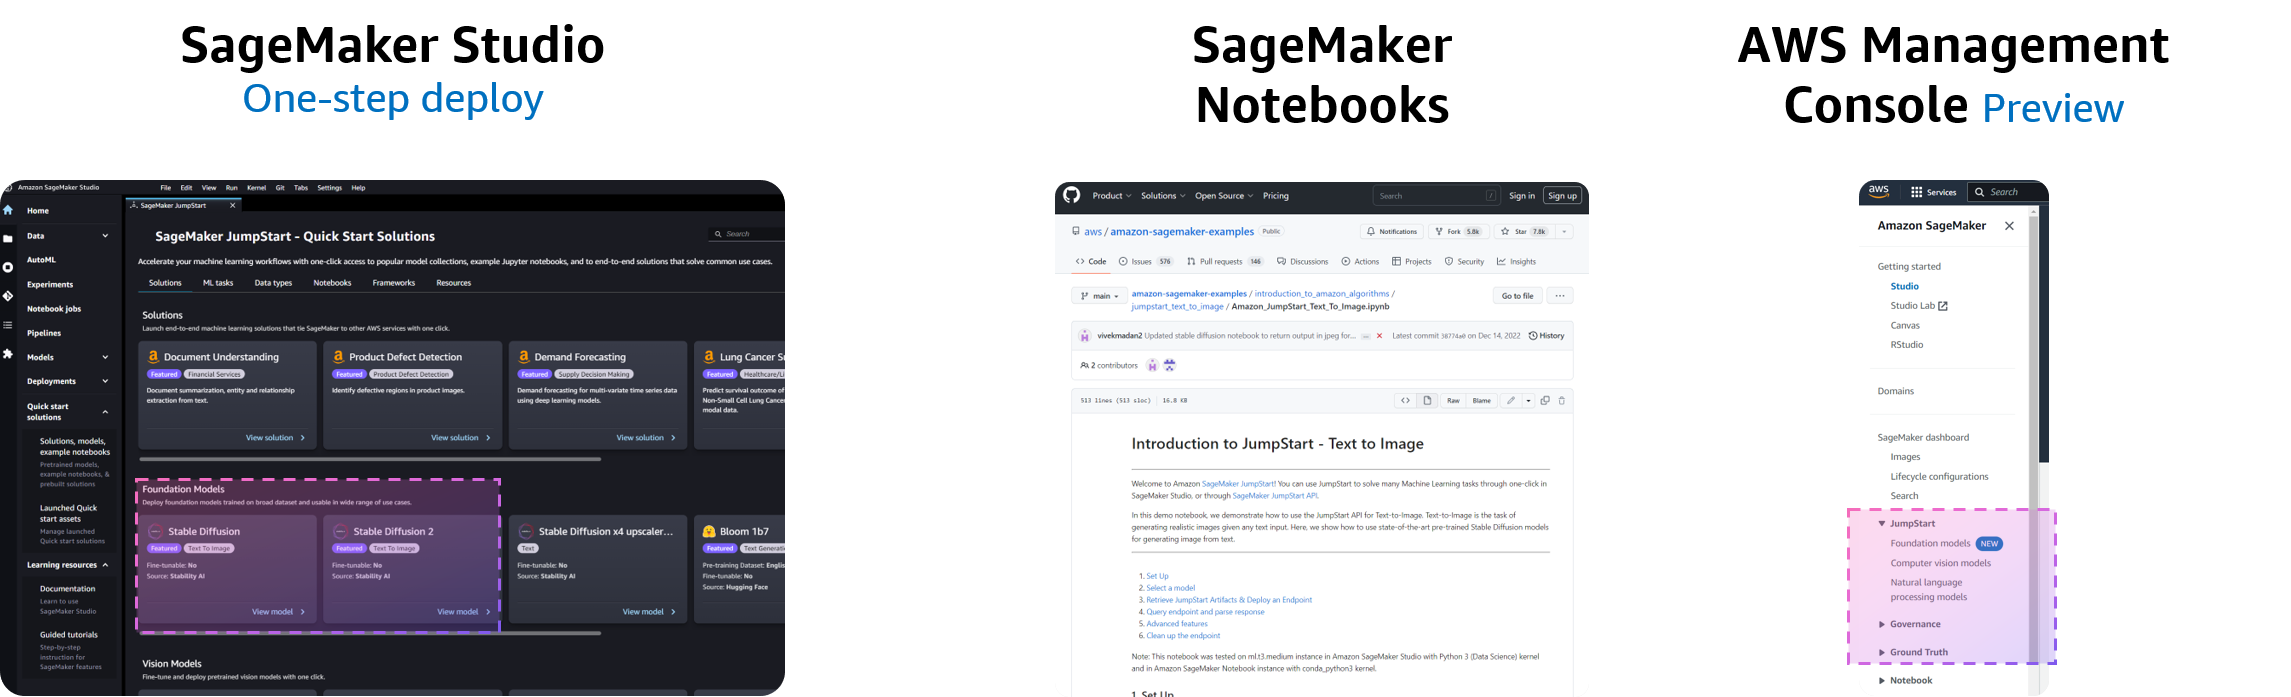 SageMaker Studio
One-step deploy
Amazon SageMaker Studio
File Edit View Run Kernel Git Tabs Settings Help
Home
Data
AutoML
Experiments
Notebook jobs
Pipelines
Models
Deployments
Quick start
solutions
Solutions, models,
example notebooks
Pretrained models,
example notebooks, &
prebuilt solutions
Launched Quick
start assets
Manage launched
Quick start solutions
Learning resources
Documentation
Learn to use
SageMaker Studio
Guided tutorials
Step-by-step
instruction for
SageMaker features
SageMaker JumpStart
SageMaker JumpStart - Quick Start Solutions
Search
Accelerate your machine learning workflows with one-click access to popular model collections, example Jupyter notebooks, and to end-to-end solutions that solve common use cases.
Solutions ML tasks Data types Notebooks Frameworks Resources
Solutions
Launch end-to-end machine learning solutions that tie SageMaker to other AWS services with one click.
Document Understanding
Featured Financial Services
Document summarization, entity and relationship
extraction from text.
View solution
Product Defect Detection
Featured Product Defect Detection
Identify defective regions in product images.
View solution
Demand Forecasting
Featured Supply Decision Making
Demand forecasting for multi-variate time series data
using deep learning models.
View solution
Lung Cancer S
Featured Healthcare/Li
Predict survival outcome of
Non-Small Cell Lung Cance
modal data.
Foundation Models
Deploy foundation models trained on broad dataset and usable in wide range of use cases.
Stable Diffusion
Featured Text To Image
Fine-tunable: No
Source: Stability AI
View model
Stable Diffusion 2
Featured Text To Image
Fine-tunable: No
Source: Stability AI
View model
Stable Diffusion x4 upscaler...
Text
Fine-tunable: No
Source: Stability AI
View model
Bloom 1b7
Featured Text Generati
Pre-training Dataset: Englis
Fine-tunable: No
Source: Hugging Face
Vision Models
Fine-tune and deploy pretrained vision models with one click.
SageMaker
Notebooks
Product Solutions Open Source Pricing Search / Sign in Sign up
aws / amazon-sagemaker-examples Public Notifications Fork 5.8k Star 7.8k
Code Issues 576 Pull requests 146 Discussions Actions Projects Security Insights
main
amazon-sagemaker-examples / introduction_to_amazon_algorithms /
jumpstart_text_to_image / Amazon_JumpStart_Text_To_Image.ipynb
Go to file ...
vivekmadan2 Updated stable diffusion notebook to return output in jpeg for... ... Latest commit 38774a0 on Dec 14, 2022 History
2 contributors
513 lines (513 sloc) 16.8 KB Raw Blame
Introduction to JumpStart - Text to Image
Welcome to Amazon SageMaker JumpStart! You can use JumpStart to solve many Machine Learning tasks through one-click in
SageMaker Studio, or through SageMaker JumpStart API.
In this demo notebook, we demonstrate how to use the JumpStart API for Text-to-Image. Text-to-Image is the task of
generating realistic images given any text input. Here, we show how to use state-of-the-art pre-trained Stable Diffusion models
for generating image from text.
1. Set Up
2. Select a model
3. Retrieve JumpStart Artifacts & Deploy an Endpoint
4. Query endpoint and parse response
5. Advanced features
6. Clean up the endpoint
Note: This notebook was tested on ml.t3.medium instance in Amazon SageMaker Studio with Python 3 (Data Science) kernel
and in Amazon SageMaker Notebook instance with conda_python3 kernel.
1. Set Up
AWS Management
Console Preview
aws Services Search
Amazon SageMaker
Getting started
Studio
Studio Lab
Canvas
RStudio
Domains
SageMaker dashboard
Images
Lifecycle configurations
Search
JumpStart
Foundation models NEW
Computer vision models
Natural language
processing models
Governance
Ground Truth
Notebook